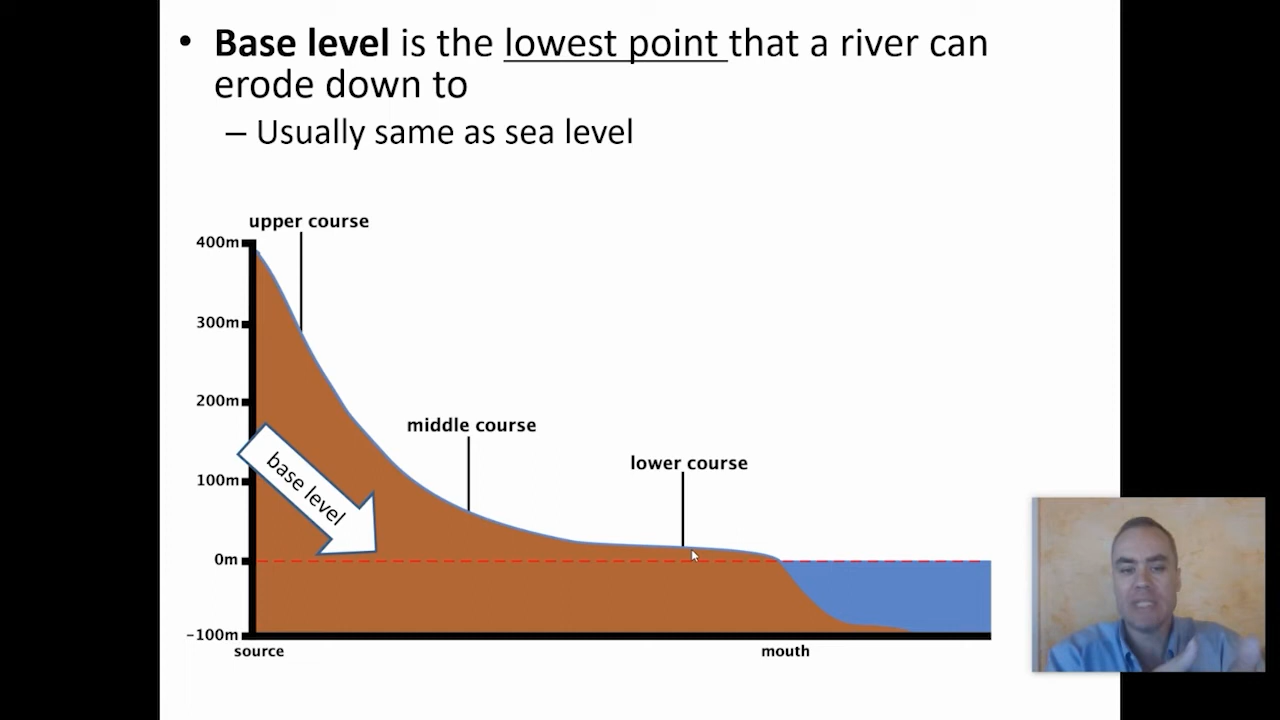 • Base level is the lowest point that a river can
erode down to
– Usually same as sea level
upper course
400m
300m
200m
middle course
lower course
100m
base level
0m
-100m
source
mouth